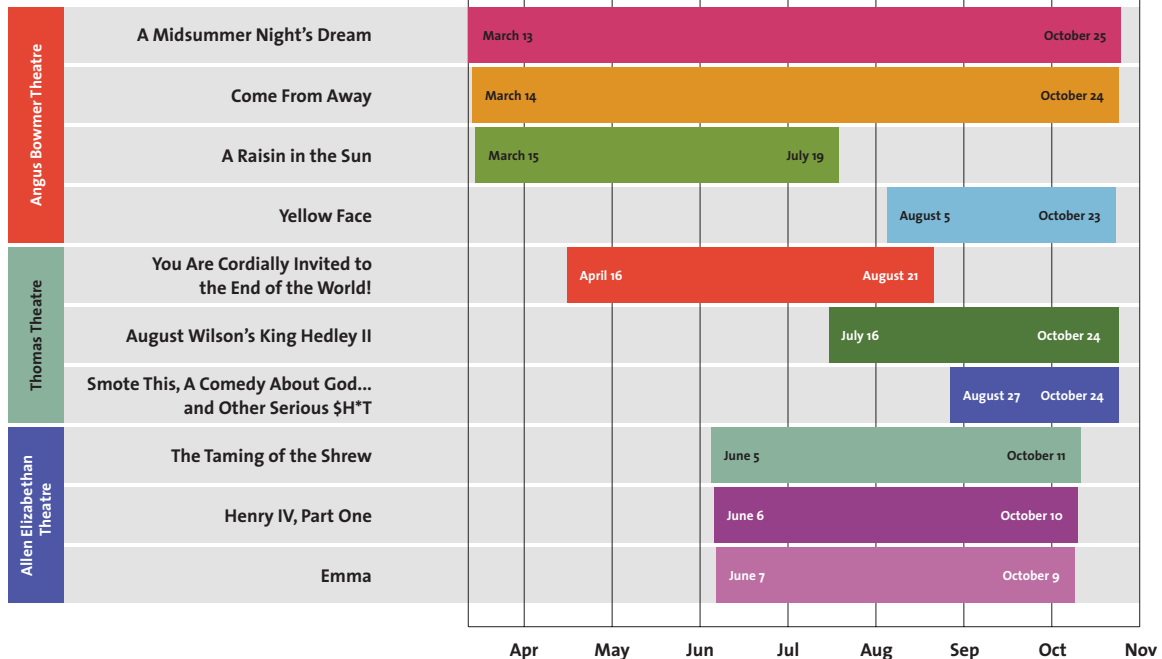 Angus Bowmer Theatre
A Midsummer Night's Dream
March 13
October 25
Come From Away
March 14
October 24
A Raisin in the Sun
March 15
July 19
Yellow Face
August 5
October 23
Thomas Theatre
You Are Cordially Invited to
the End of the World!
April 16
August 21
August Wilson's King Hedley II
July 16
October 24
Smote This, A Comedy About God...
and Other Serious $H*T
August 27
October 24
Allen Elizabethan
Theatre
The Taming of the Shrew
June 5
October 11
Henry IV, Part One
June 6
October 10
Emma
June 7
October 9
Apr May Jun Jul Aug Sep Oct Nov